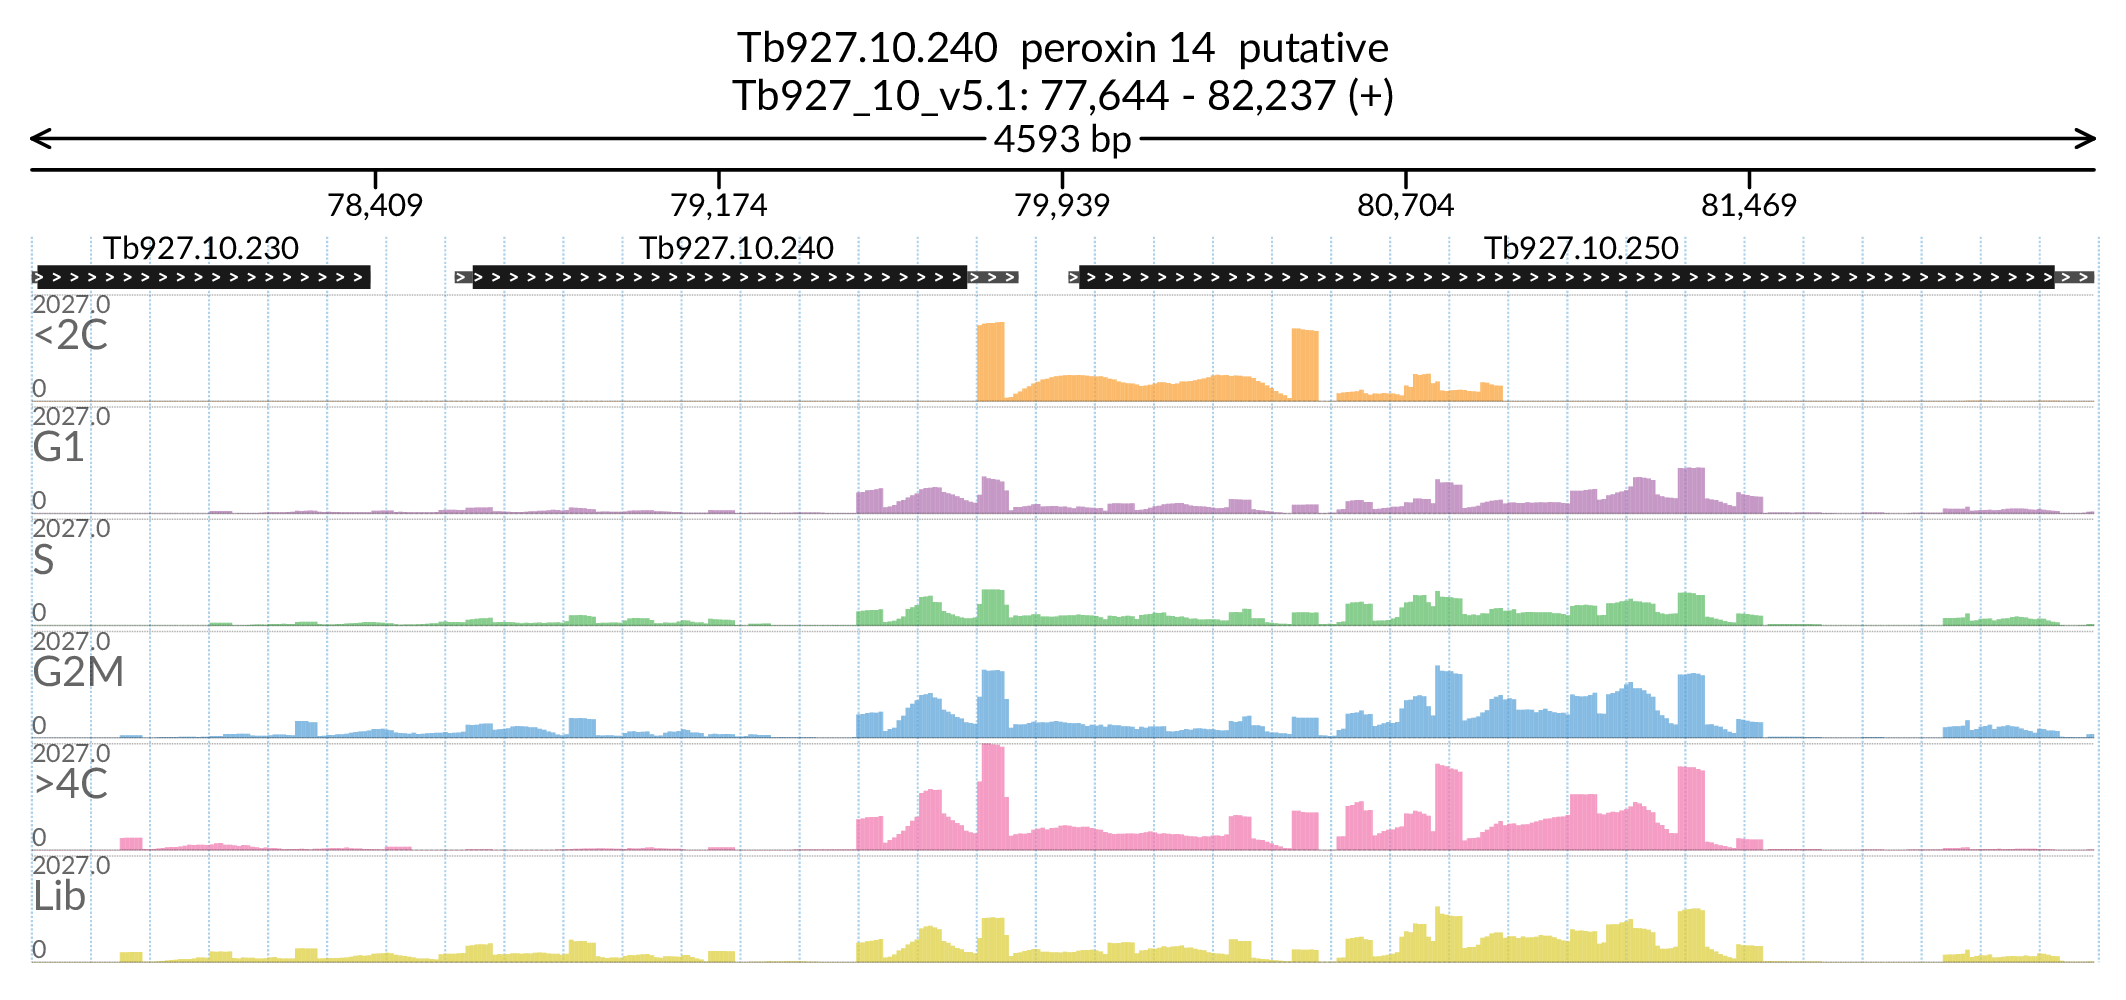 Tb927.10.240  peroxin 14  putative
Tb927_10_v5.1: 77,644 - 82,237 (+)
4593 bp
78,409 79,174 79,939 80,704 81,469
Tb927.10.230 Tb927.10.240 Tb927.10.250
2027.0
<2C
0
2027.0
G1
0
2027.0
S
0
2027.0
G2M
0
2027.0
>4C
0
2027.0
Lib
0